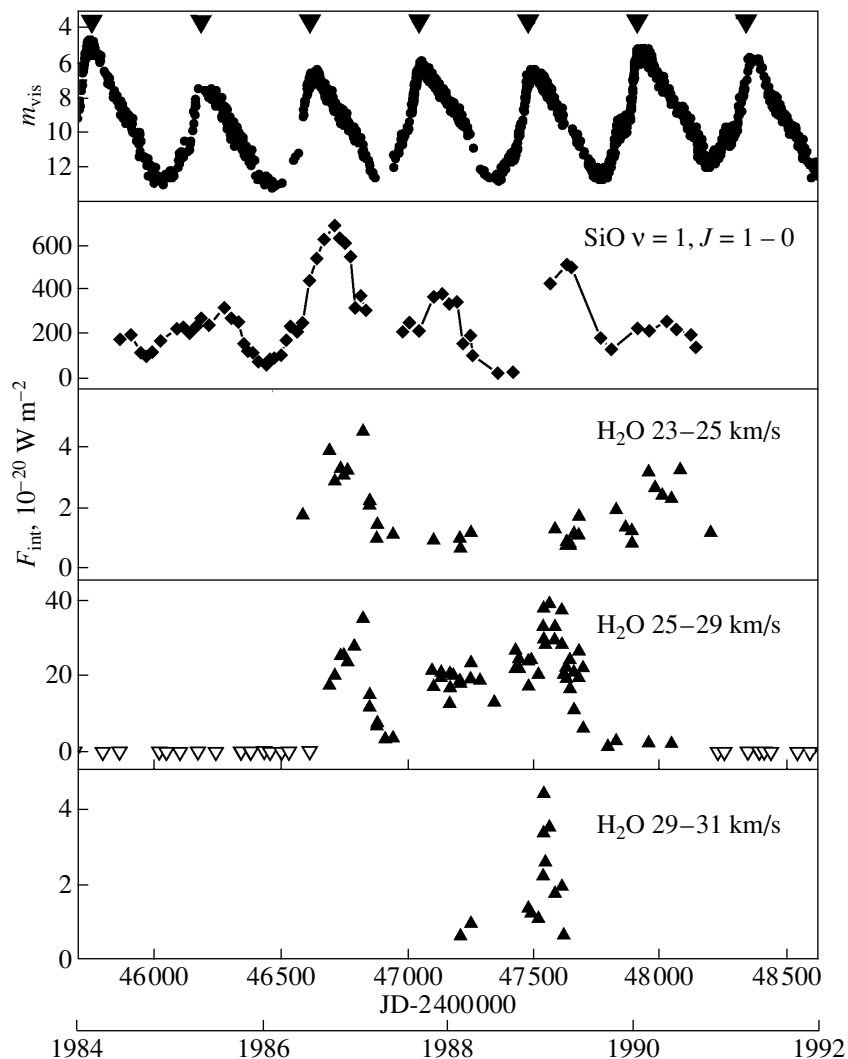 4
6
8
10
12
m_vis
SiO ν = 1, J = 1 – 0
600
400
200
0
H₂O 23–25 km/s
4
2
0
F_int, 10⁻²⁰ W m⁻²
H₂O 25–29 km/s
40
20
0
H₂O 29–31 km/s
4
2
0
46000 46500 47000 47500 48000 48500
JD-2400000
1984 1986 1988 1990 1992